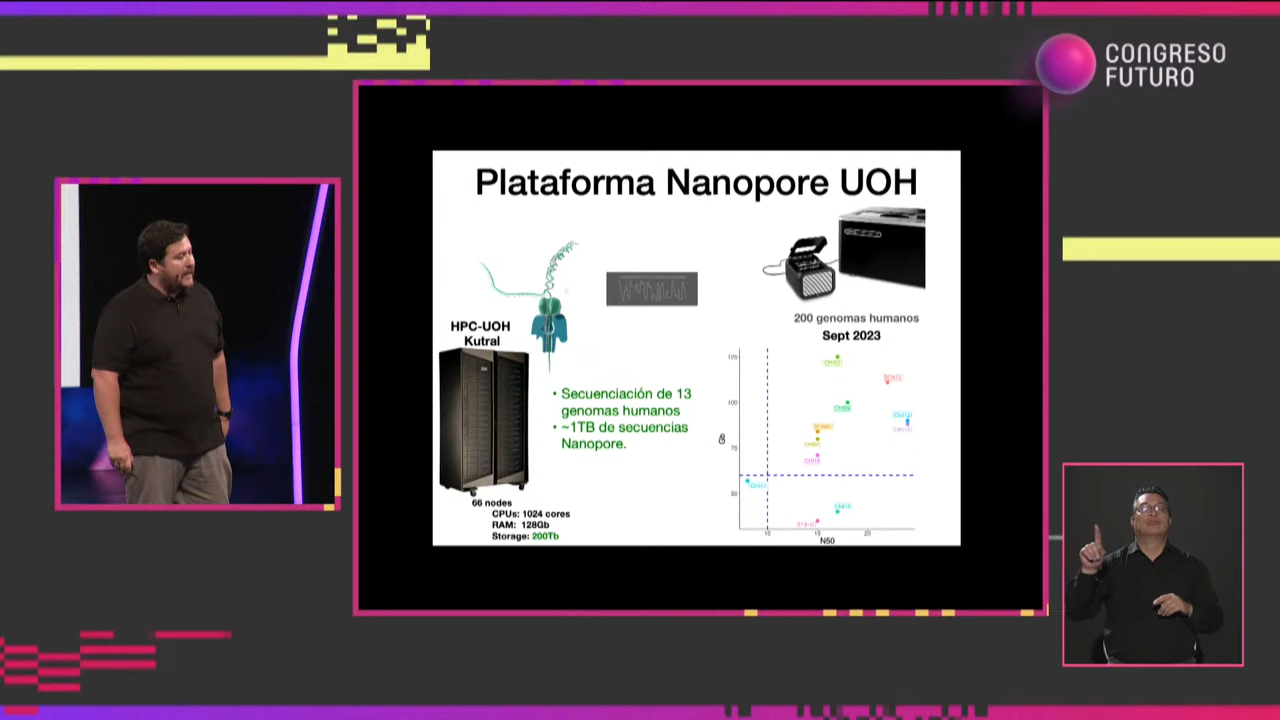 CONGRESO
FUTURO
Plataforma Nanopore UOH
HPC-UOH
Kutral
200 genomas humanos
Sept 2023
• Secuenciación de 13
genomas humanos
• ~1TB de secuencias
Nanopore.
66 nodes
CPUs: 1024 cores
RAM: 128Gb
Storage: 200Tb
125
100
75
50
Gb
10
15
20
N50